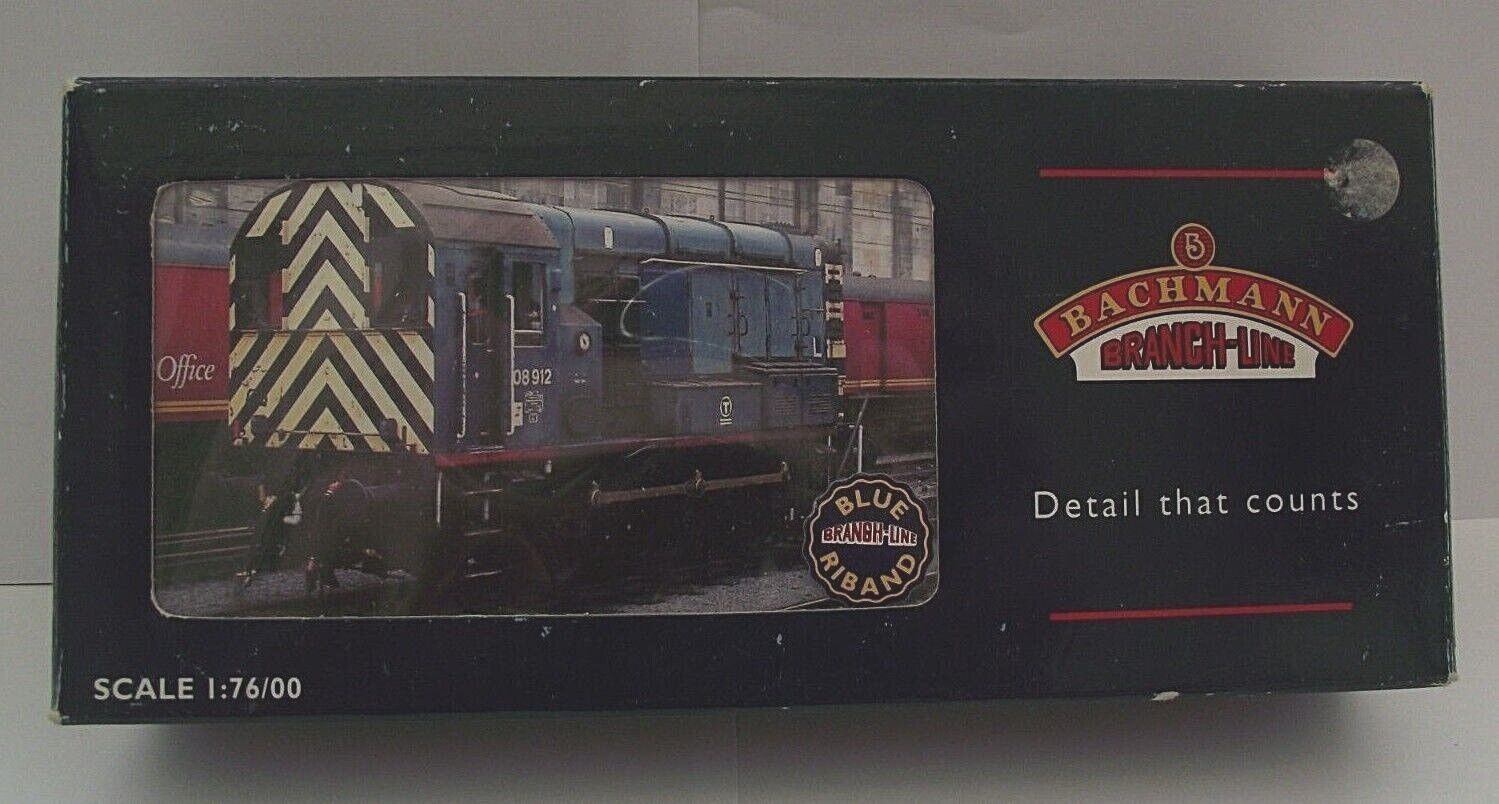 Office
08 912
T
L
BLUE
BRANCH-LINE
RIBAND
B
BACHMANN
BRANCH-LINE
Detail that counts
SCALE 1:76/00